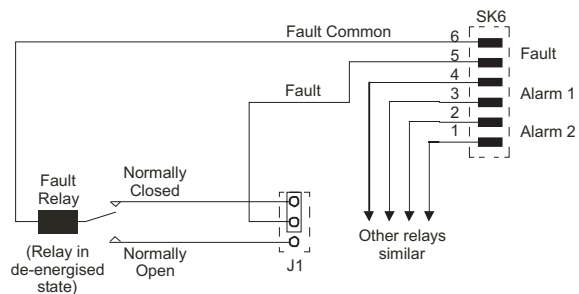 SK6
Fault Common
6
5
4
3
2
1
Fault
Alarm 1
Alarm 2
Fault
Normally
Closed
Fault
Relay
(Relay in
de-energised
state)
Normally
Open
J1
Other relays
similar